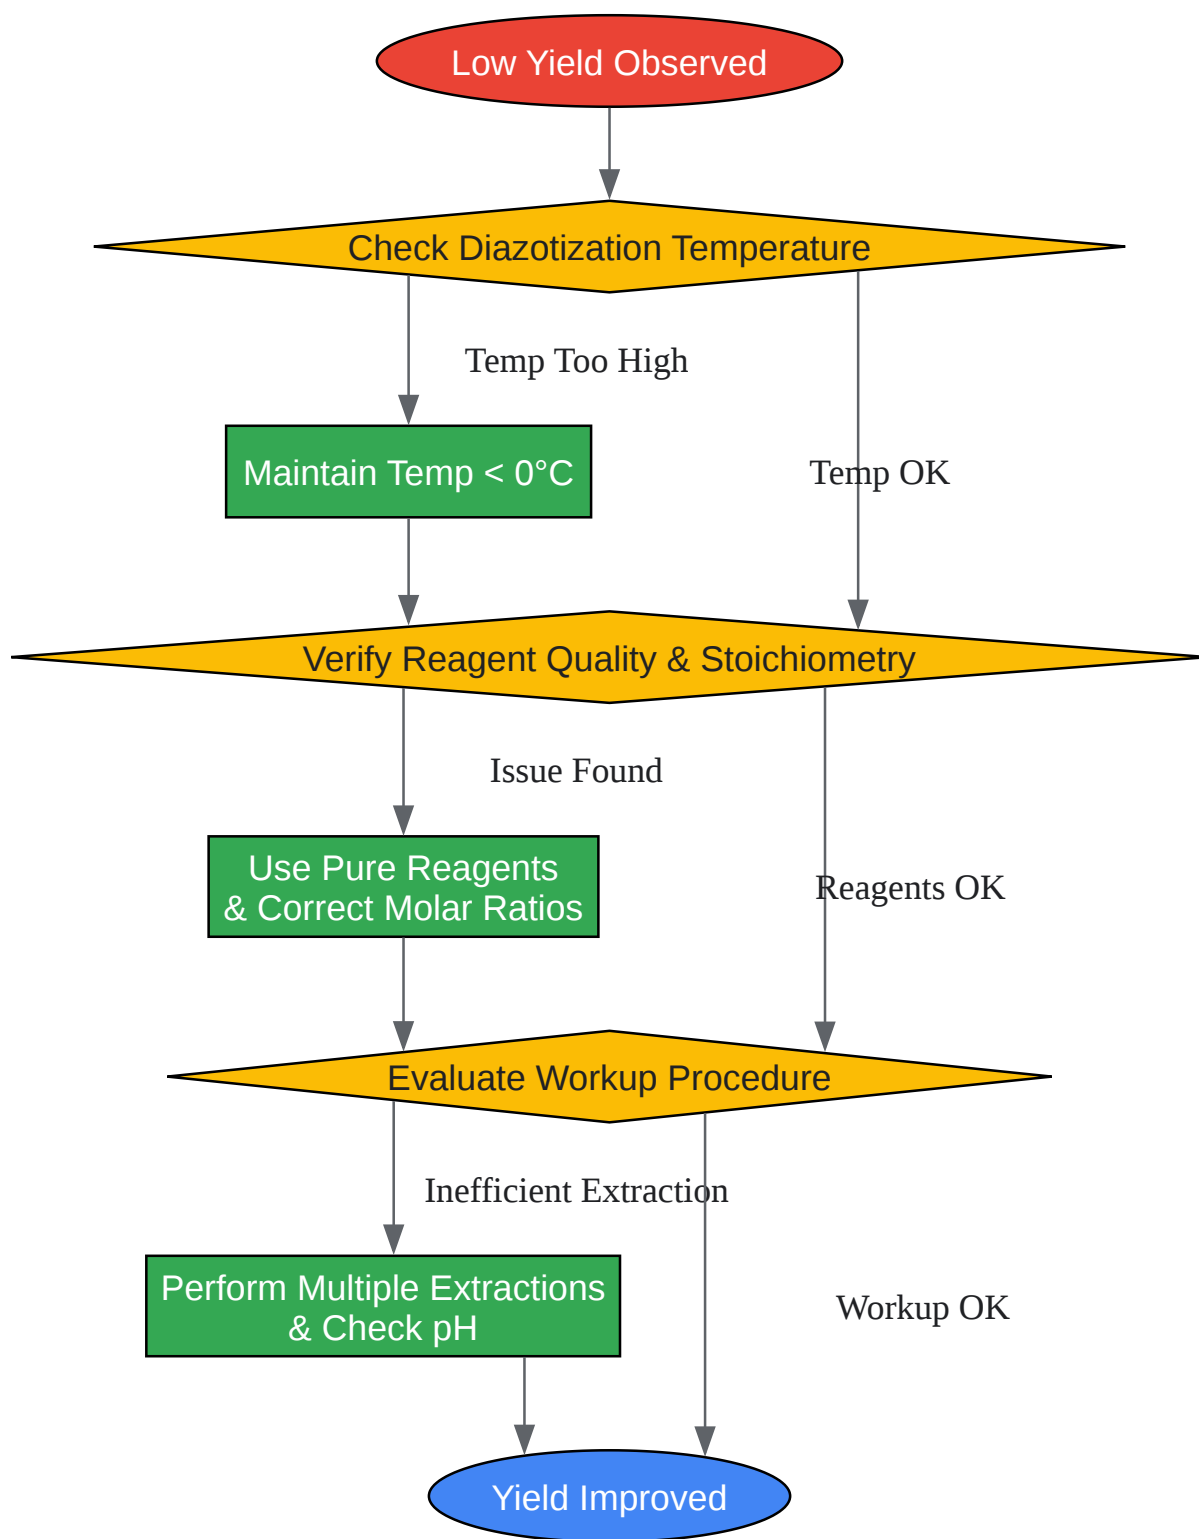 Low Yield Observed
Check Diazotization Temperature
Temp Too High
Maintain Temp < 0°C
Temp OK
Verify Reagent Quality & Stoichiometry
Issue Found
Use Pure Reagents
& Correct Molar Ratios
Reagents OK
Evaluate Workup Procedure
Inefficient Extraction
Perform Multiple Extractions
& Check pH
Workup OK
Yield Improved